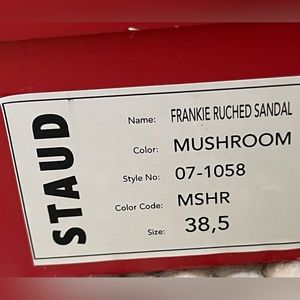 STAUD
Name: FRANKIE RUCHED SANDAL
Color: MUSHROOM
Style No: 07-1058
Color Code: MSHR
Size: 38,5